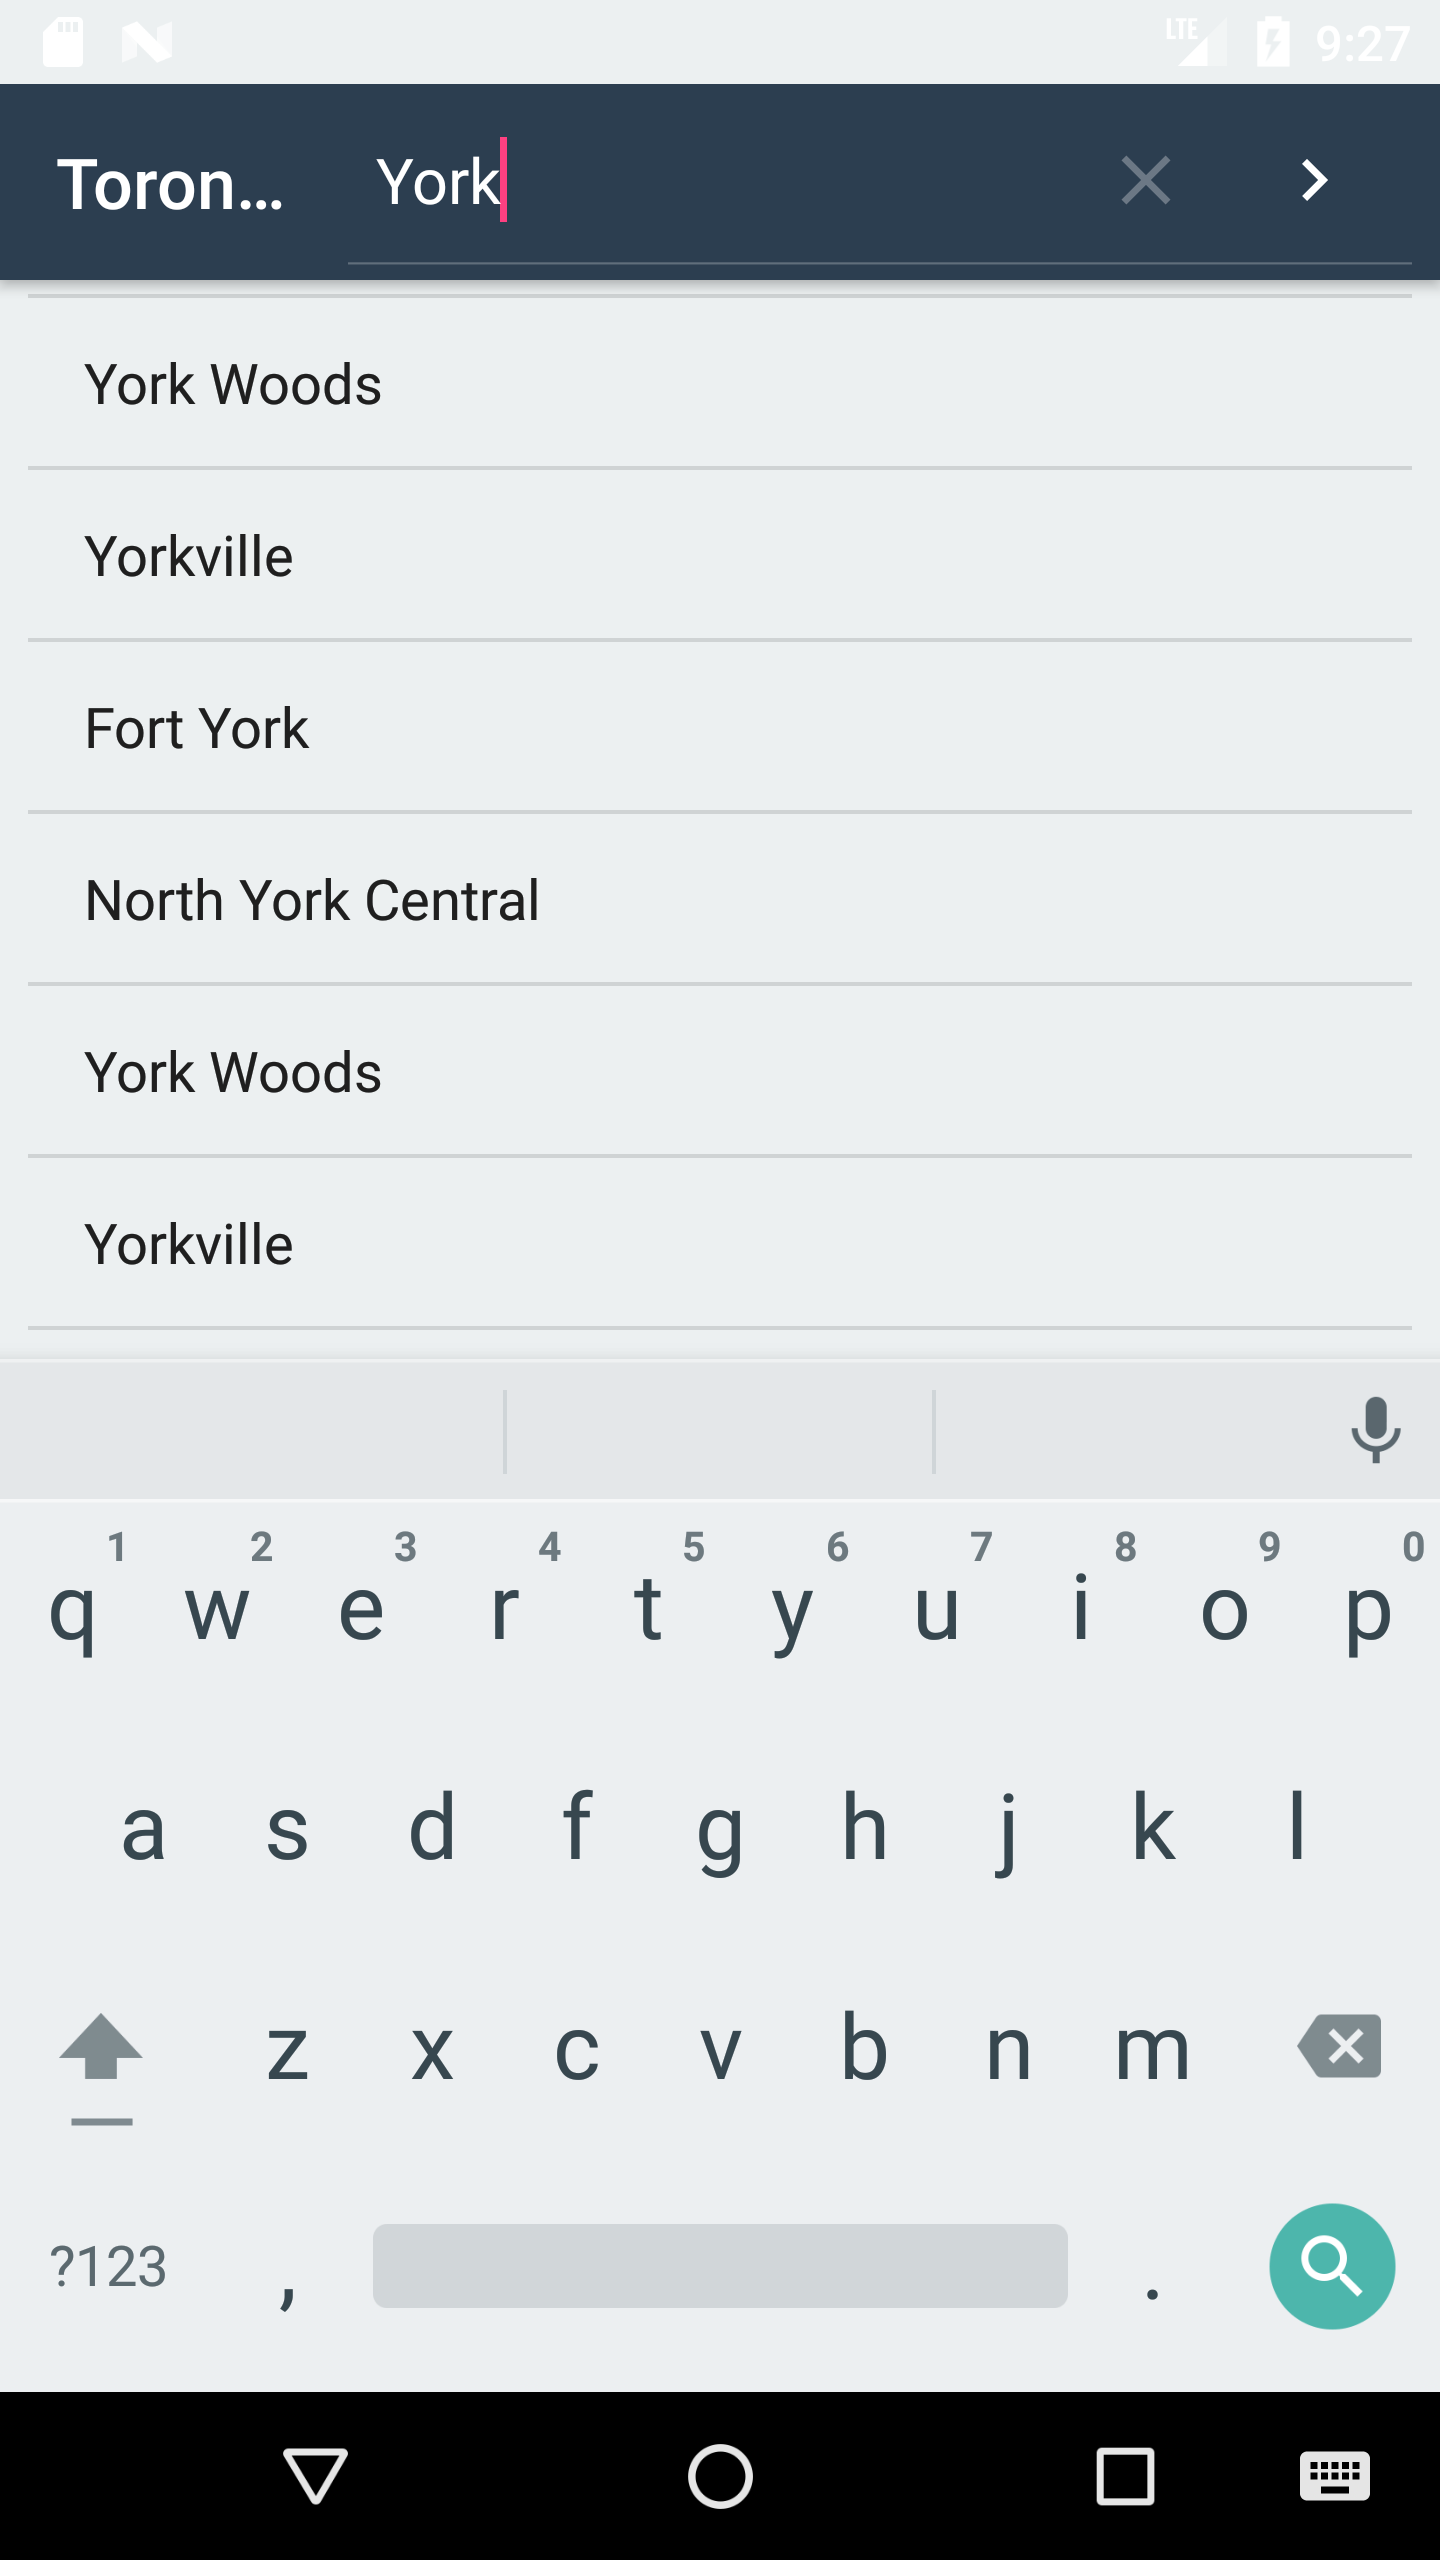 LTE 9:27
Toron... York
York Woods
Yorkville
Fort York
North York Central
York Woods
Yorkville
1 2 3 4 5 6 7 8 9 0
q w e r t y u i o p
a s d f g h j k l
z x c v b n m
?123 , .